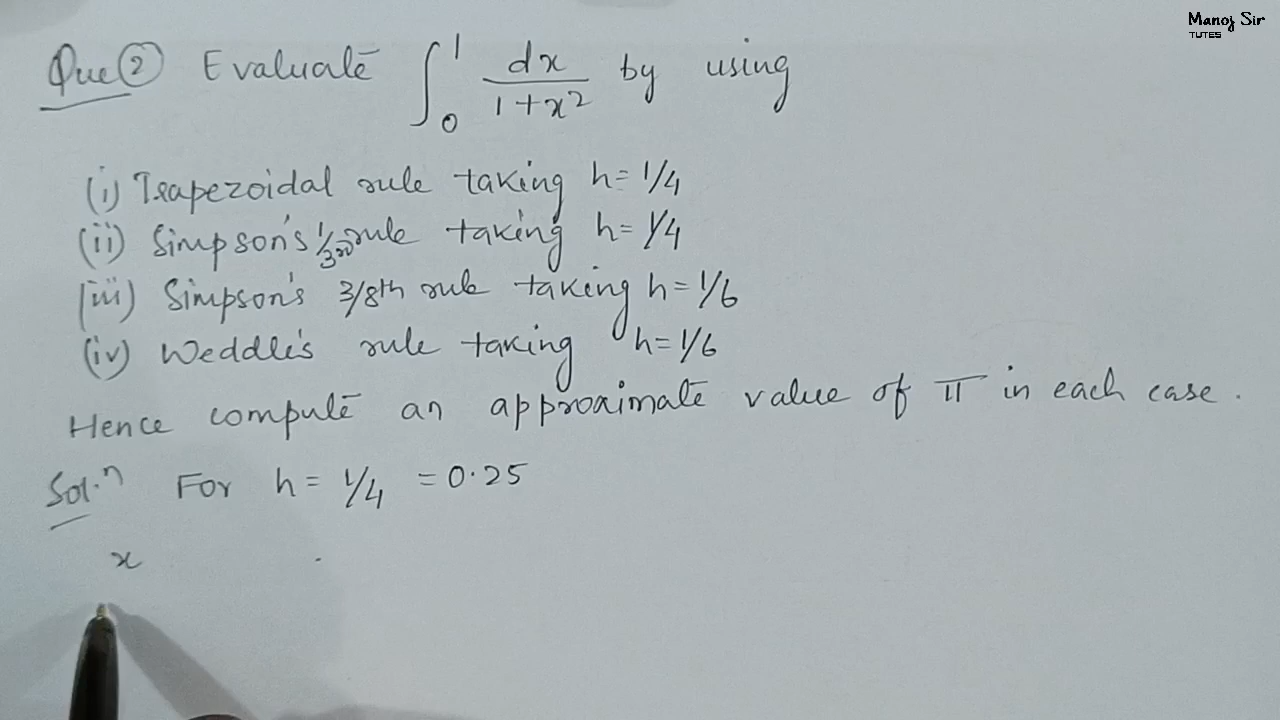 Manoj Sir
TUTES
Que ② Evaluate ∫₀¹ dx/(1+x²) by using
(i) Trapezoidal rule taking h = 1/4
(ii) Simpson's 1/3rd rule taking h = 1/4
(iii) Simpson's 3/8th rule taking h = 1/6
(iv) Weddle's rule taking h = 1/6
Hence compute an approximate value of π in each case.
Sol.n For h = 1/4 = 0.25
x